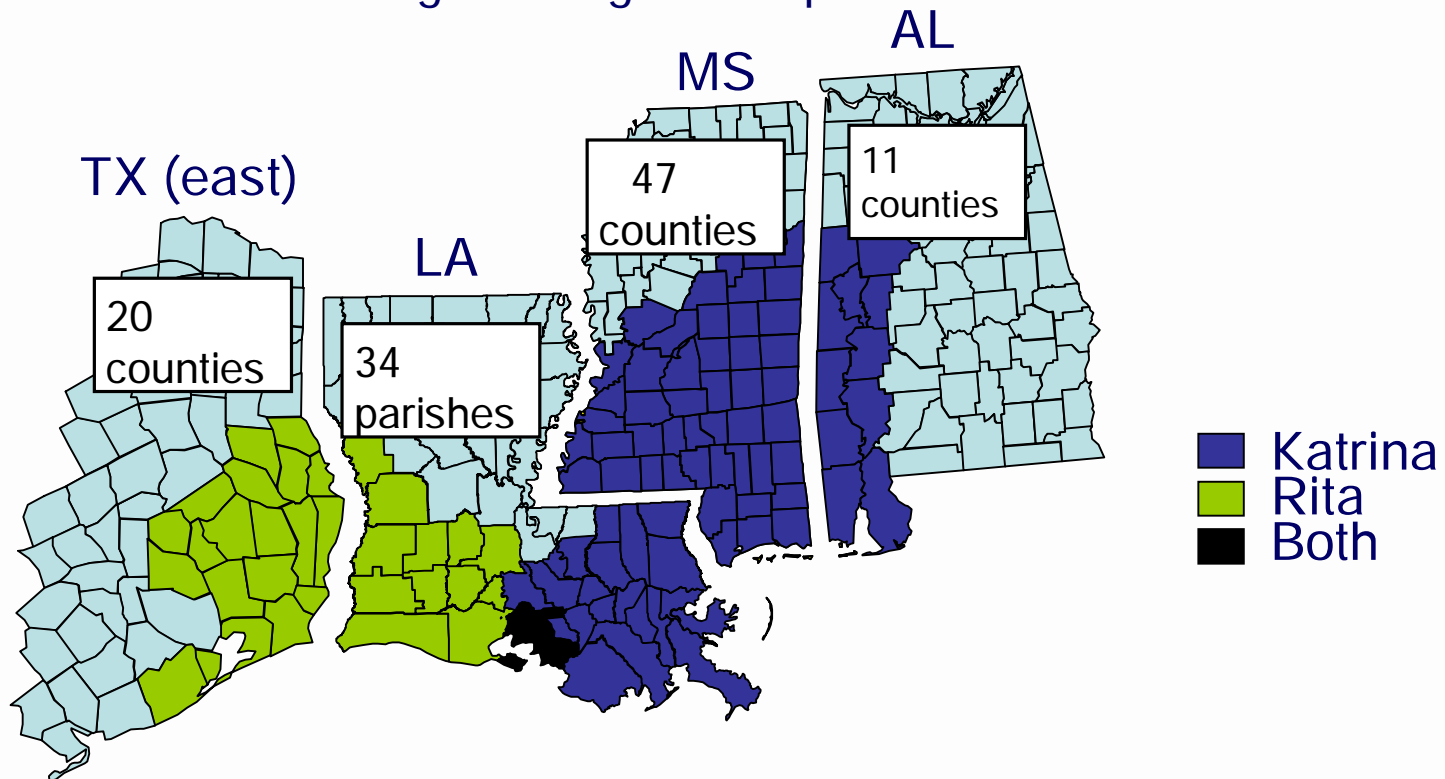 AL
MS
TX (east)
LA
47
counties
11
counties
20
counties
34
parishes
Katrina
Rita
Both